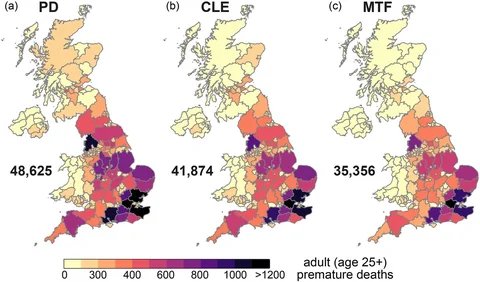 (a) PD (b) CLE (c) MTF
48,625 41,874 35,356
0 300 400 600 800 1000 >1200 adult (age 25+)
premature deaths